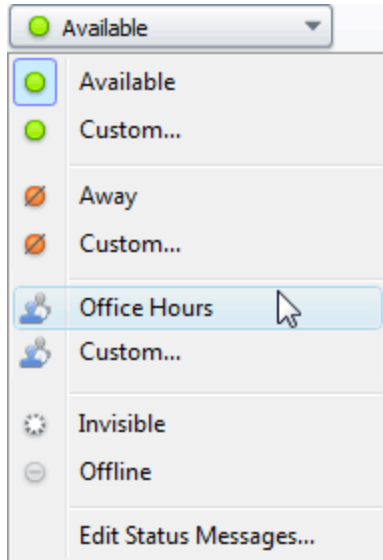 Available
Available
Custom...
Away
Custom...
Office Hours
Custom...
Invisible
Offline
Edit Status Messages...